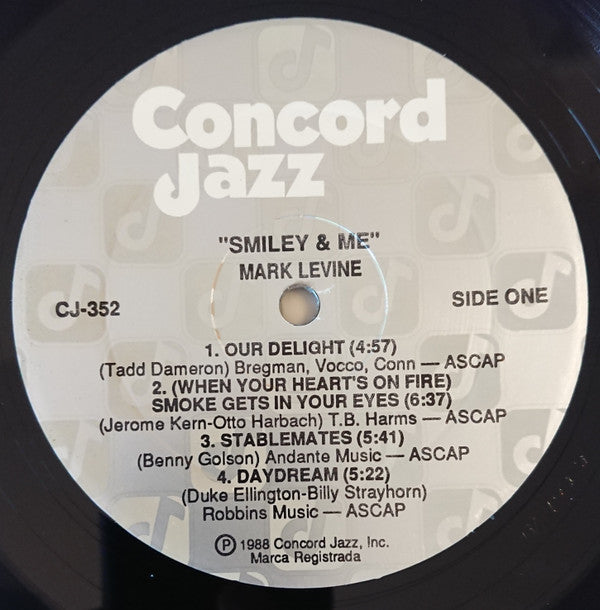 Concord
Jazz
"SMILEY & ME"
MARK LEVINE
CJ-352
SIDE ONE
1. OUR DELIGHT (4:57)
(Tadd Dameron) Bregman, Vocco, Conn — ASCAP
2. (WHEN YOUR HEART'S ON FIRE)
SMOKE GETS IN YOUR EYES (6:37)
(Jerome Kern-Otto Harbach) T.B. Harms — ASCAP
3. STABLEMATES (5:41)
(Benny Golson) Andante Music — ASCAP
4. DAYDREAM (5:22)
(Duke Ellington-Billy Strayhorn)
Robbins Music — ASCAP
℗ 1988 Concord Jazz, Inc.
Marca Registrada